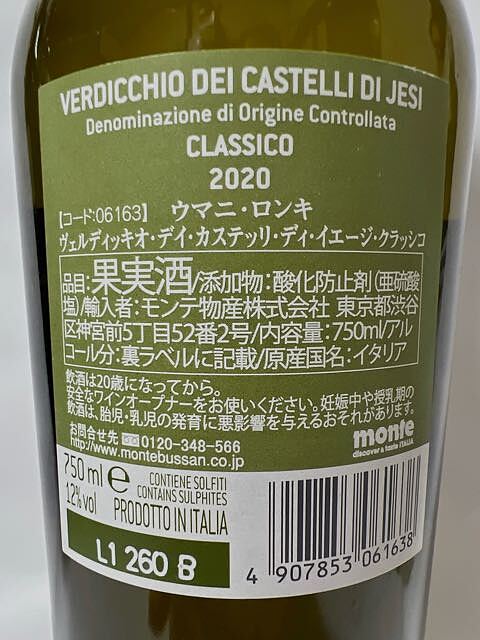 VERDICCHIO DEI CASTELLI DI JESI
Denominazione di Origine Controllata
CLASSICO
2020
【コード:06163】 ウマニ・ロンキ
ヴェルディッキオ・デイ・カステッリ・ディ・イエージ・クラッシコ
品目:果実酒/添加物:酸化防止剤(亜硫酸
塩)/輸入者:モンテ物産株式会社 東京都渋谷
区神宮前5丁目52番2号/内容量:750ml/アル
コール分:裏ラベルに記載/原産国名:イタリア
飲酒は20歳になってから。
安全なワインオープナーをお使いください。妊娠中や授乳期の
飲酒は、胎児・乳児の発育に悪影響を与えるおそれがあります。
お問合せ先 0120-348-566
http://www.montebussan.co.jp
monte
discover a taste ITALIA
750 ml e
12% vol
CONTIENE SOLFITI
CONTAINS SULPHITES
PRODOTTO IN ITALIA
L1 260 B
4 907853 061638